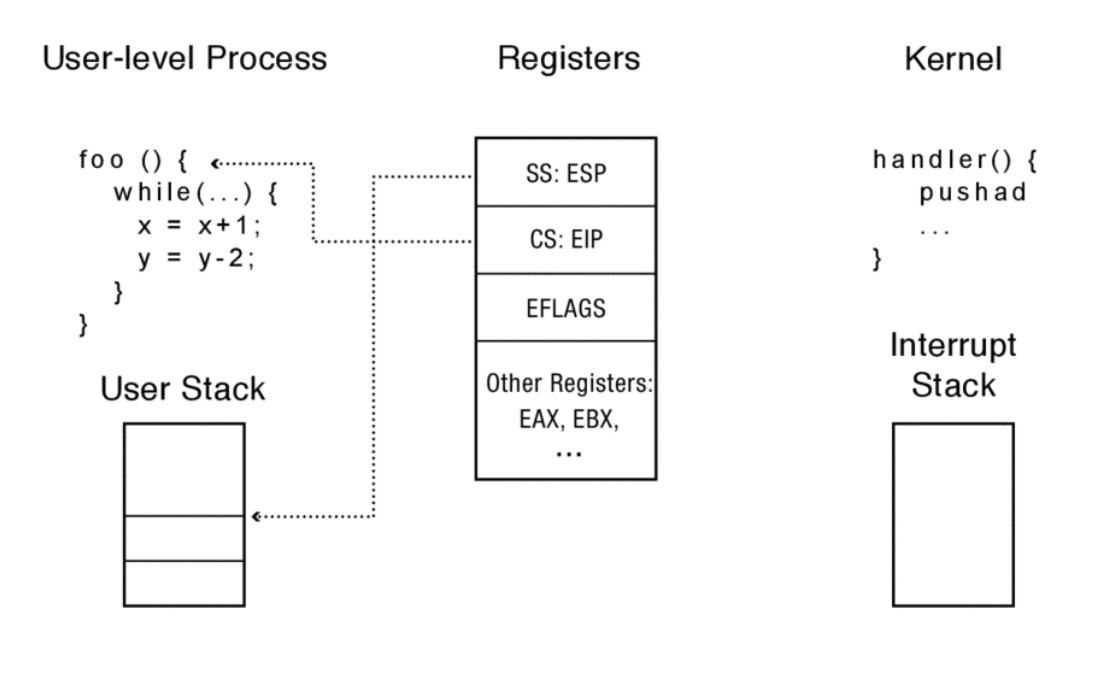 User-level Process
foo () {
while(...) {
x = x+1;
y = y-2;
}
}
User Stack
Registers
SS: ESP
CS: EIP
EFLAGS
Other Registers:
EAX, EBX,
...
Kernel
handler() {
pushad
...
}
Interrupt
Stack